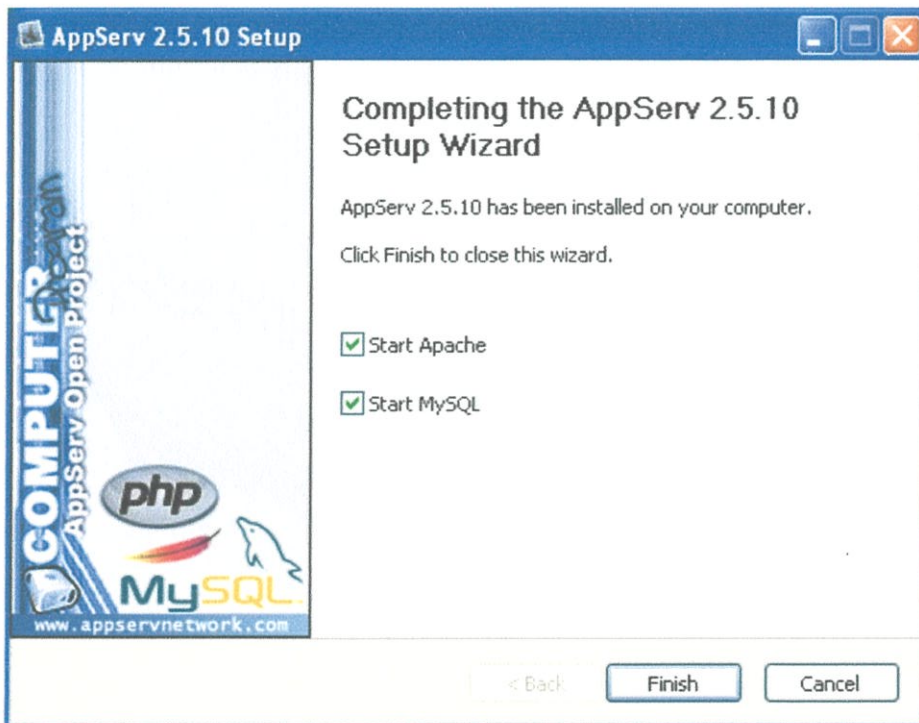 AppServ 2.5.10 Setup
Completing the AppServ 2.5.10
Setup Wizard
AppServ 2.5.10 has been installed on your computer.
Click Finish to close this wizard.
Start Apache
Start MySQL
COMPUTER
Program
AppServ Open Project
php
MySQL
www.appservnetwork.com
< Back
Finish
Cancel